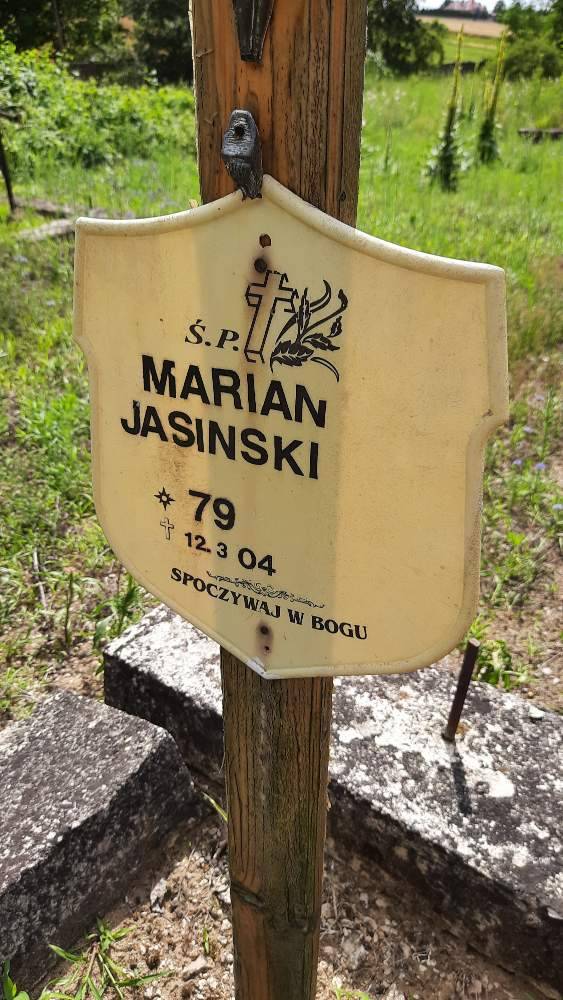 Ś.P.
MARIAN
JASINSKI
79
12. 3 04
SPOCZYWAJ W BOGU